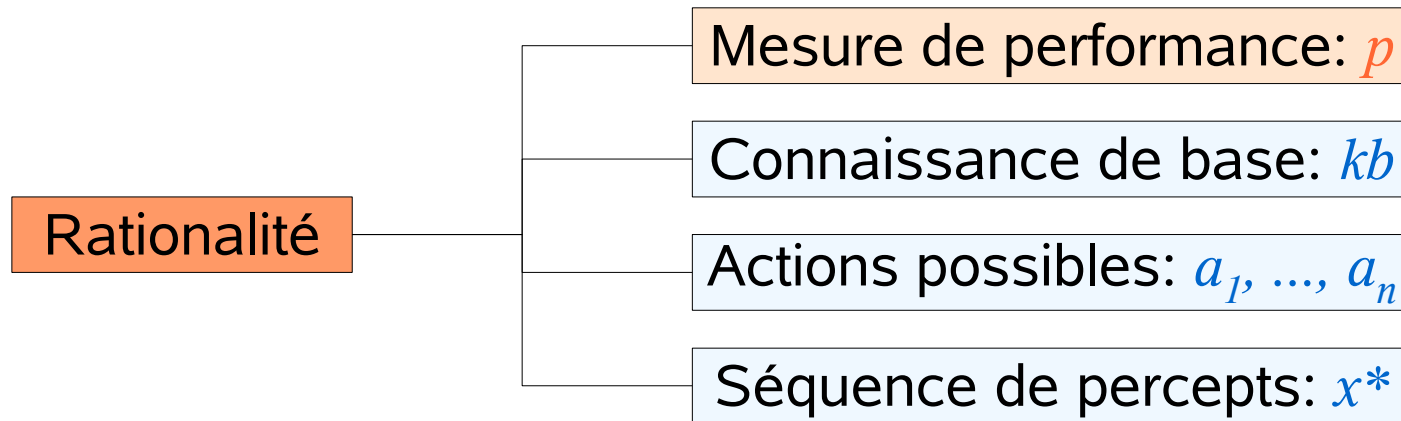 Mesure de performance: p
Connaissance de base: kb
Rationalité
Actions possibles: a1, ..., an
Séquence de percepts: x*